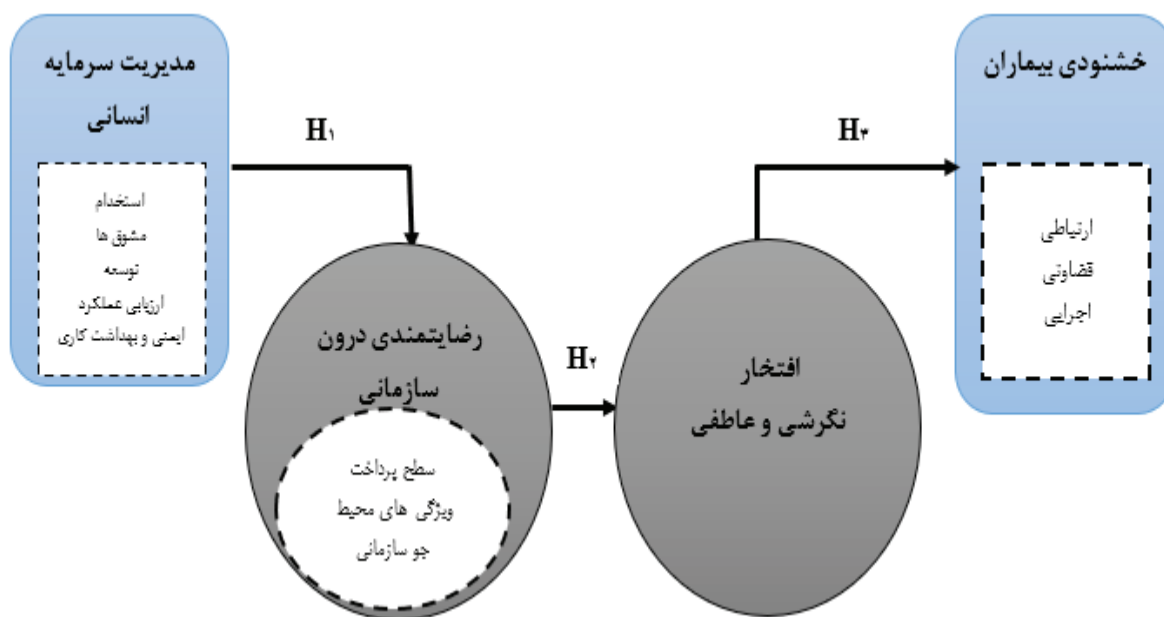 مدیریت سرمایه
انسانی
استخدام
مشوق ها
توسعه
ارزیابی عملکرد
ایمنی و بهداشت کاری
H۱
رضایتمندی درون
سازمانی
سطح پرداخت
ویژگی های محیط
جو سازمانی
H۲
افتخار
نگرشی و عاطفی
H۳
خشنودی بیماران
ارتباطی
قضاوتی
اجرایی